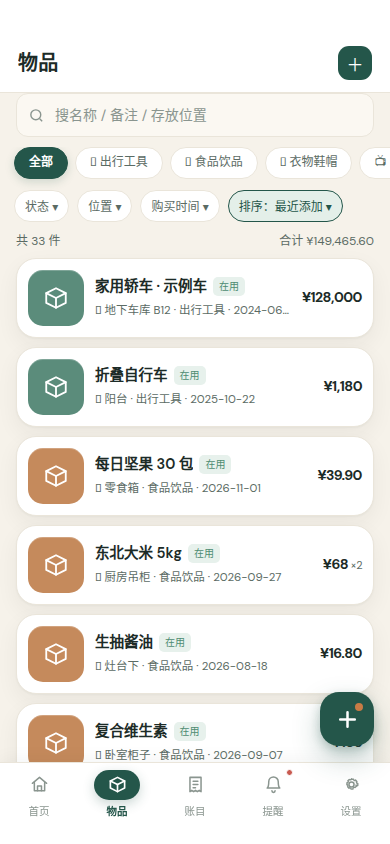 物品
搜名称 / 备注 / 存放位置
全部 出行工具 食品饮品 衣物鞋帽
状态 ▾ 位置 ▾ 购买时间 ▾ 排序: 最近添加 ▾
共 33 件 合计 ¥149,465.60
家用轿车 · 示例车 在用
地下车库 B12 · 出行工具 · 2024-06... ¥128,000
折叠自行车 在用
阳台 · 出行工具 · 2025-10-22 ¥1,180
每日坚果 30 包 在用
零食箱 · 食品饮品 · 2026-11-01 ¥39.90
东北大米 5kg 在用
厨房吊柜 · 食品饮品 · 2026-09-27 ¥68 ×2
生抽酱油 在用
灶台下 · 食品饮品 · 2026-08-18 ¥16.80
复合维生素 在用
卧室柜子 · 食品饮品 · 2026-09-07
首页 物品 账目 提醒 设置